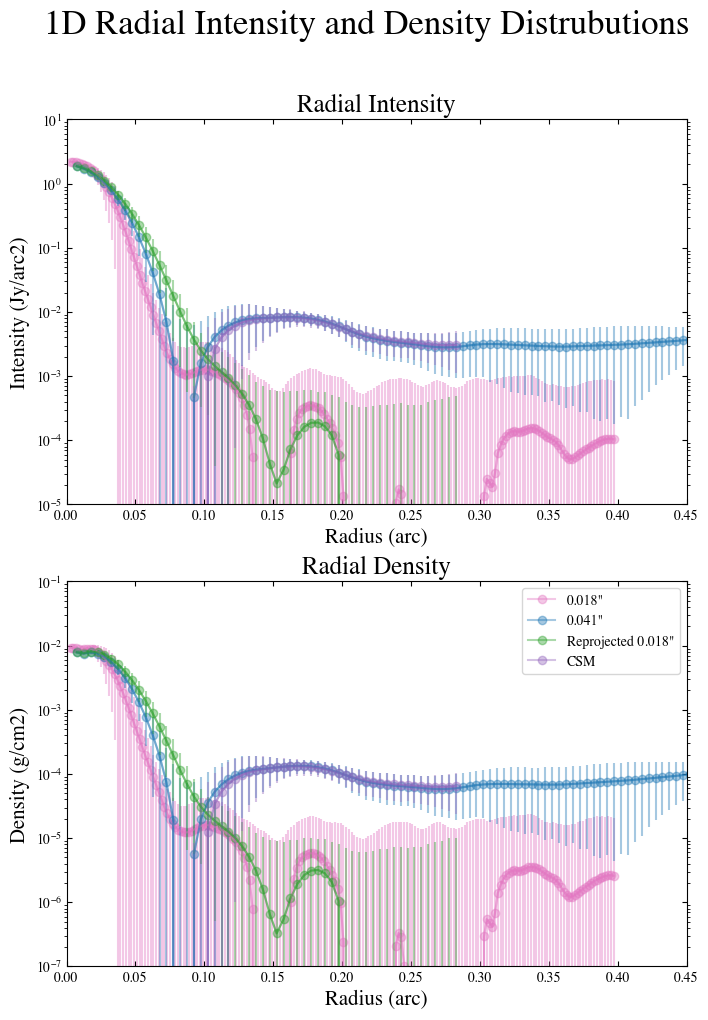 1D Radial Intensity and Density Distrubutions
Radial Intensity
10¹
10⁰
10⁻¹
10⁻²
10⁻³
10⁻⁴
10⁻⁵
Intensity (Jy/arc2)
0.00 0.05 0.10 0.15 0.20 0.25 0.30 0.35 0.40 0.45
Radius (arc)
Radial Density
10⁻¹
10⁻²
10⁻³
10⁻⁴
10⁻⁵
10⁻⁶
10⁻⁷
Density (g/cm2)
0.018"
0.041"
Reprojected 0.018"
CSM
0.00 0.05 0.10 0.15 0.20 0.25 0.30 0.35 0.40 0.45
Radius (arc)